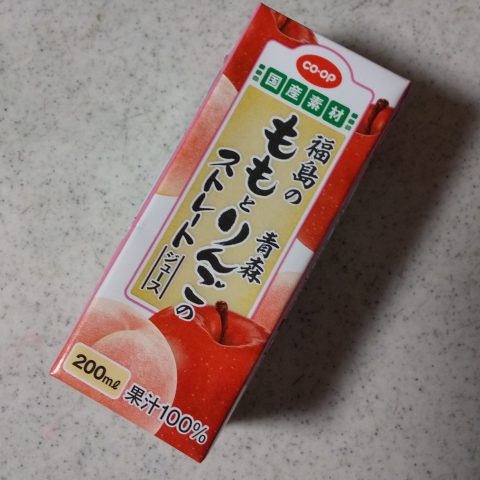 co·op
国産素材
福島の
ももと
青森
りんごの
ストレート
ジュース
200ml
果汁100%